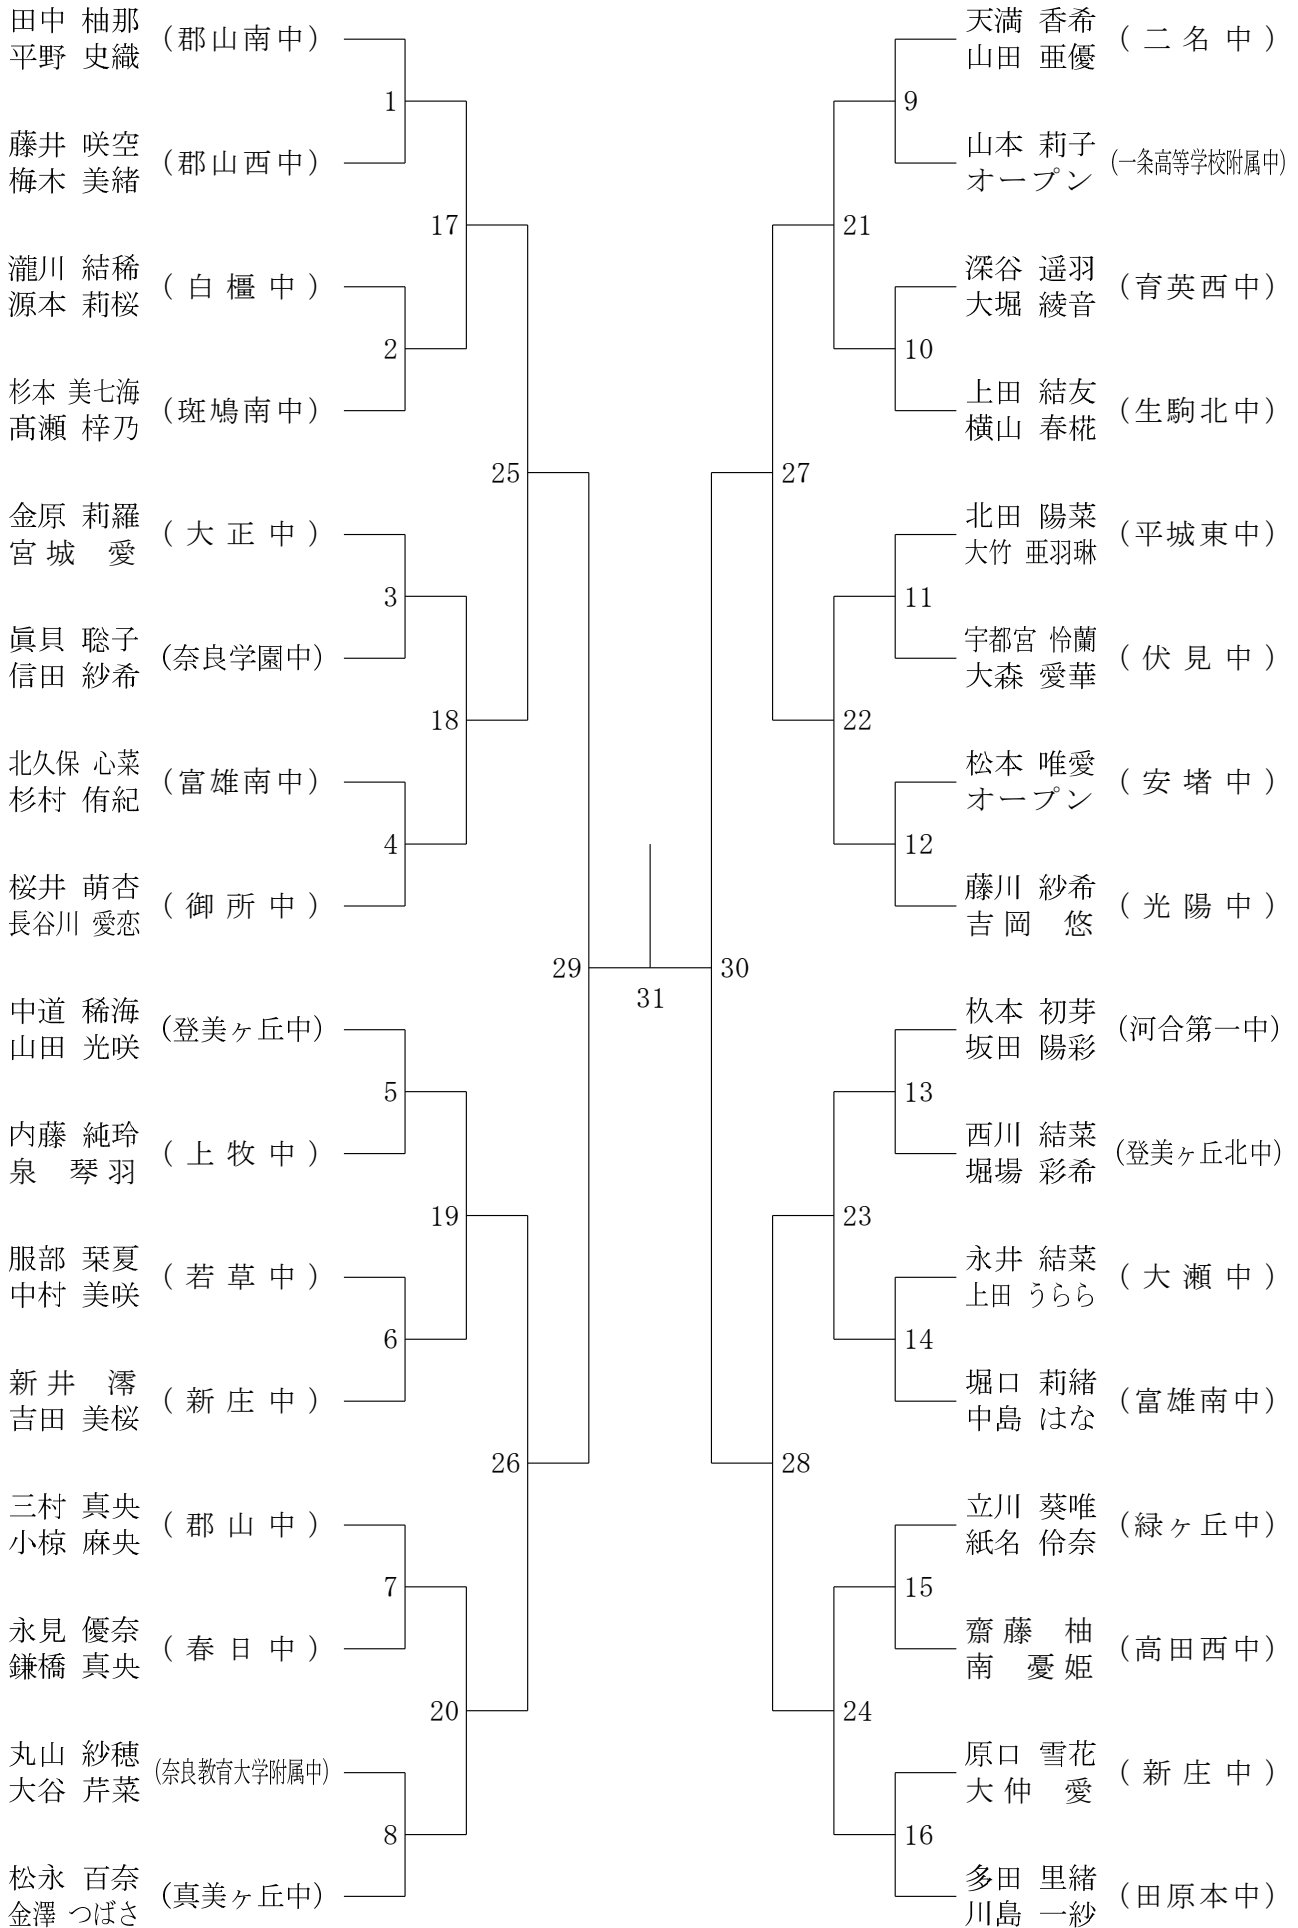 田中 柚那
平野 史織
(郡山南中)
1
藤井 咲空
梅木 美緒
(郡山西中)
17
瀧川 結稀
源本 莉桜
(白橿中)
2
杉本 美七海
髙瀬 梓乃
(斑鳩南中)
25
金原 莉羅
宮城 愛
(大正中)
3
眞貝 聡子
信田 紗希
(奈良学園中)
18
北久保 心菜
杉村 侑紀
(富雄南中)
4
桜井 萌杏
長谷川 愛恋
(御所中)
29
中道 稀海
山田 光咲
(登美ヶ丘中)
5
内藤 純玲
泉 琴羽
(上牧中)
19
服部 栞夏
中村 美咲
(若草中)
6
新井 澪
吉田 美桜
(新庄中)
26
三村 真央
小椋 麻央
(郡山中)
7
永見 優奈
鎌橋 真央
(春日中)
20
丸山 紗穂
大谷 芹菜
(奈良教育大学附属中)
8
松永 百奈
金澤 つばさ
(真美ヶ丘中)
31
天満 香希
山田 亜優
(二名中)
9
山本 莉子
オープン
(一条高等学校附属中)
21
深谷 遥羽
大堀 綾音
(育英西中)
10
上田 結友
横山 春椛
(生駒北中)
27
北田 陽菜
大竹 亜羽琳
(平城東中)
11
宇都宮 怜蘭
大森 愛華
(伏見中)
22
松本 唯愛
オープン
(安堵中)
12
藤川 紗希
吉岡 悠
(光陽中)
30
杦本 初芽
坂田 陽彩
(河合第一中)
13
西川 結菜
堀場 彩希
(登美ヶ丘北中)
23
永井 結菜
上田 うらら
(大瀬中)
14
堀口 莉緒
中島 はな
(富雄南中)
28
立川 葵唯
紙名 伶奈
(緑ヶ丘中)
15
齋藤 柚
南 憂姫
(高田西中)
24
原口 雪花
大仲 愛
(新庄中)
16
多田 里緒
川島 一紗
(田原本中)